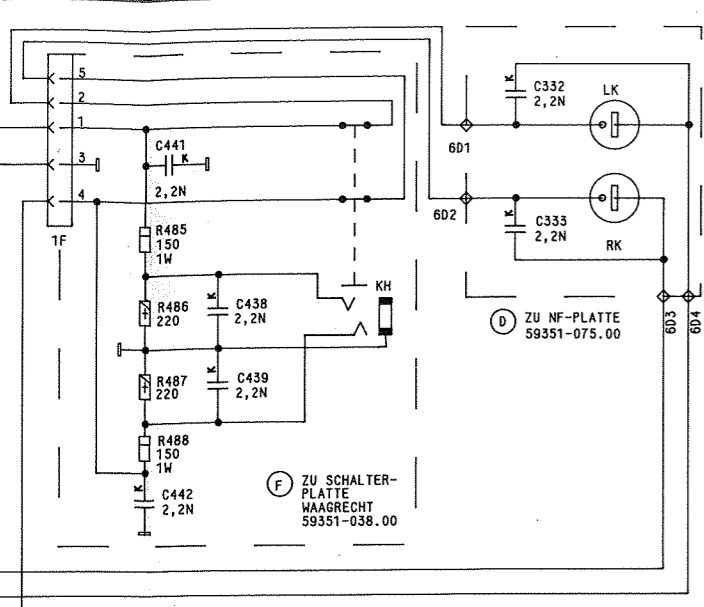 5
2
1
3
4
1F
C441
K
2,2N
R485
150
1W
R486
220
K
C438
2,2N
KH
R487
220
K
C439
2,2N
R488
150
1W
K
C442
2,2N
F
ZU SCHALTER-
PLATTE
WAAGRECHT
59351-038.00
K
C332
2,2N
LK
6D1
6D2
K
C333
2,2N
RK
D
ZU NF-PLATTE
59351-075.00
6D3
6D4